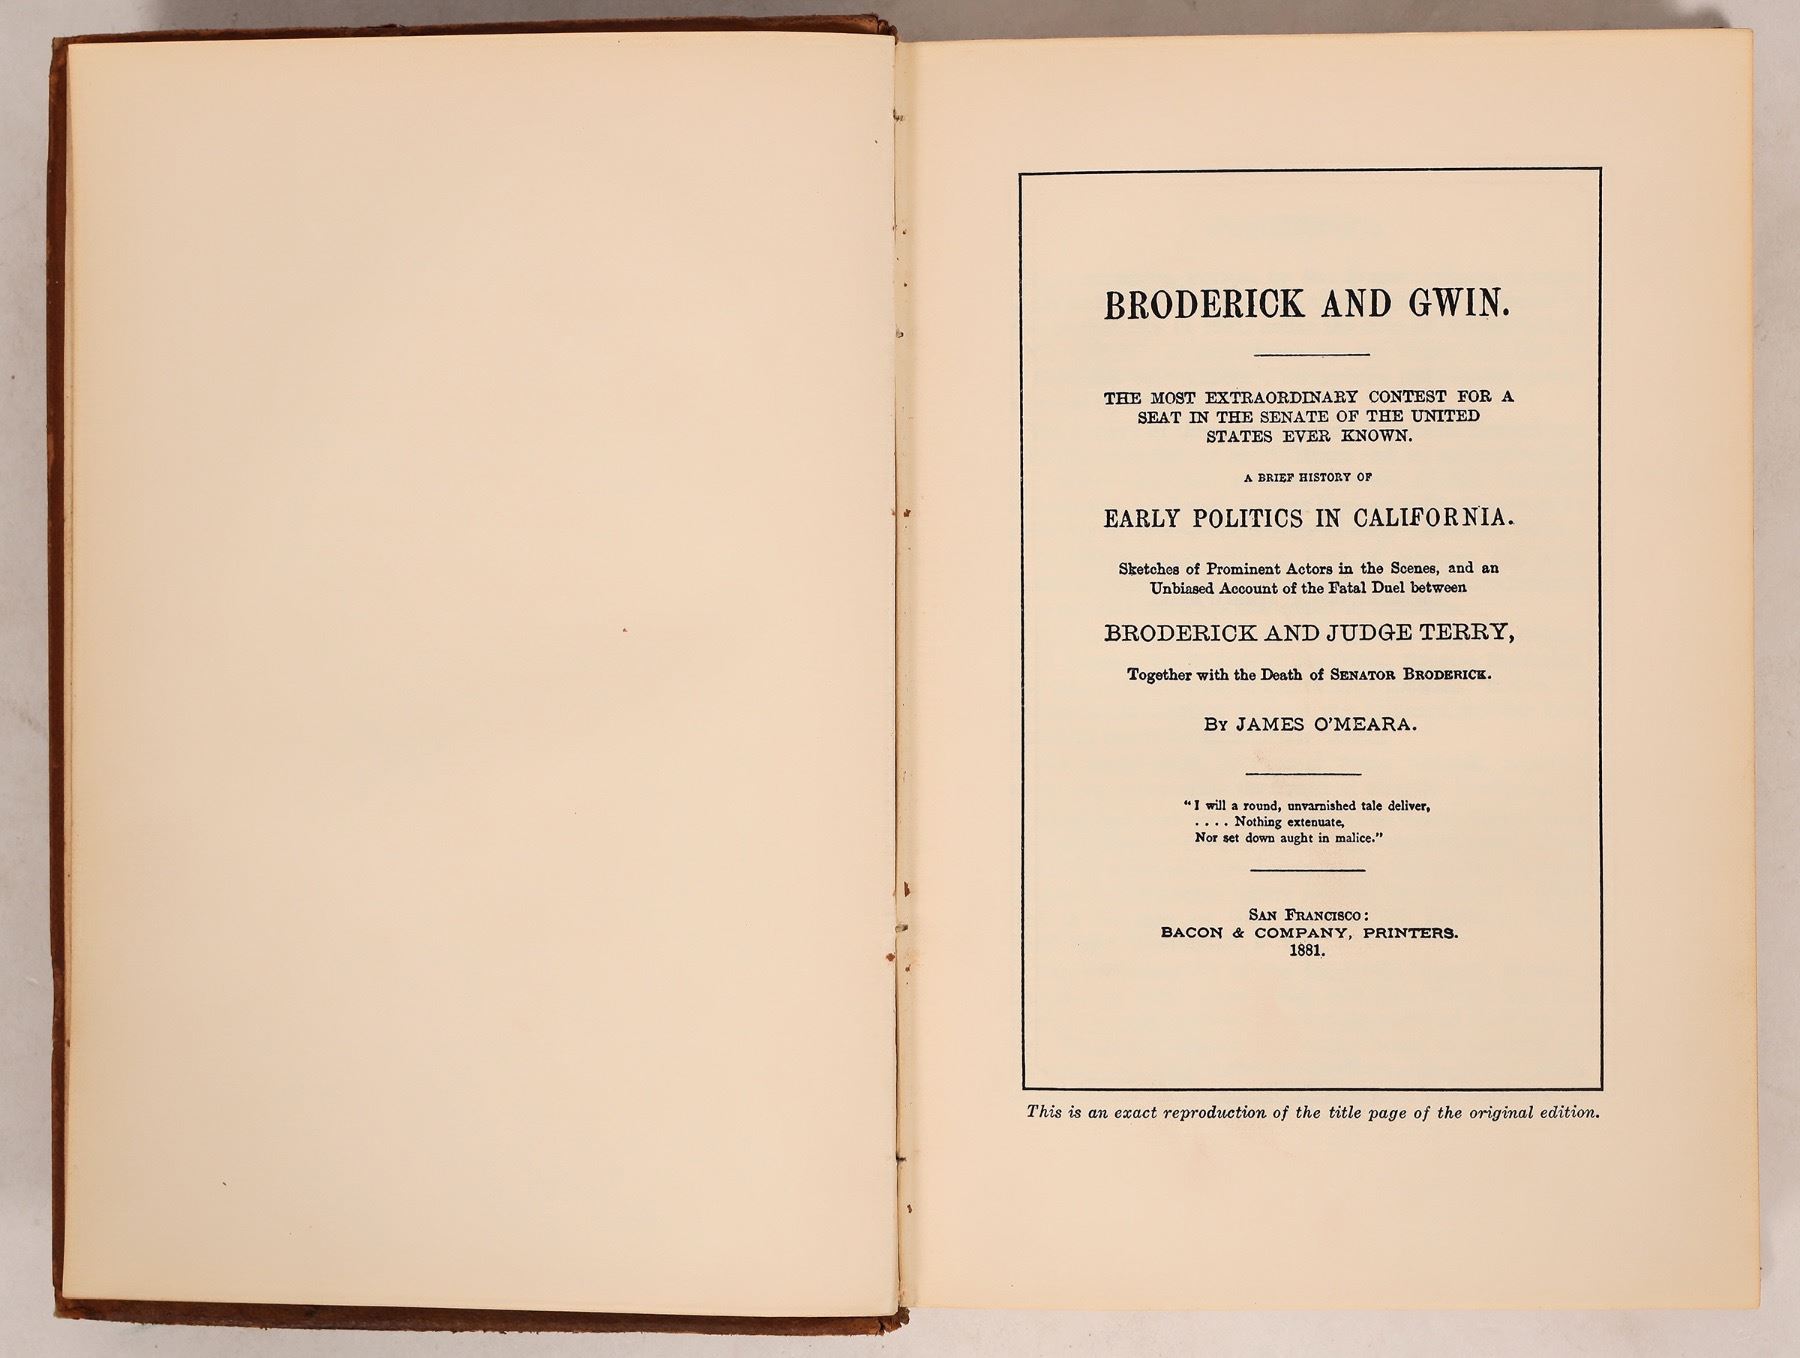 BRODERICK AND GWIN.
THE MOST EXTRAORDINARY CONTEST FOR A
SEAT IN THE SENATE OF THE UNITED
STATES EVER KNOWN.
A BRIEF HISTORY OF
EARLY POLITICS IN CALIFORNIA.
Sketches of Prominent Actors in the Scenes, and an
Unbiased Account of the Fatal Duel between
BRODERICK AND JUDGE TERRY,
Together with the Death of SENATOR BRODERICK.
BY JAMES O'MEARA.
"I will a round, unvarnished tale deliver,
. . . . Nothing extenuate,
Nor set down aught in malice."
SAN FRANCISCO:
BACON & COMPANY, PRINTERS.
1881.
This is an exact reproduction of the title page of the original edition.